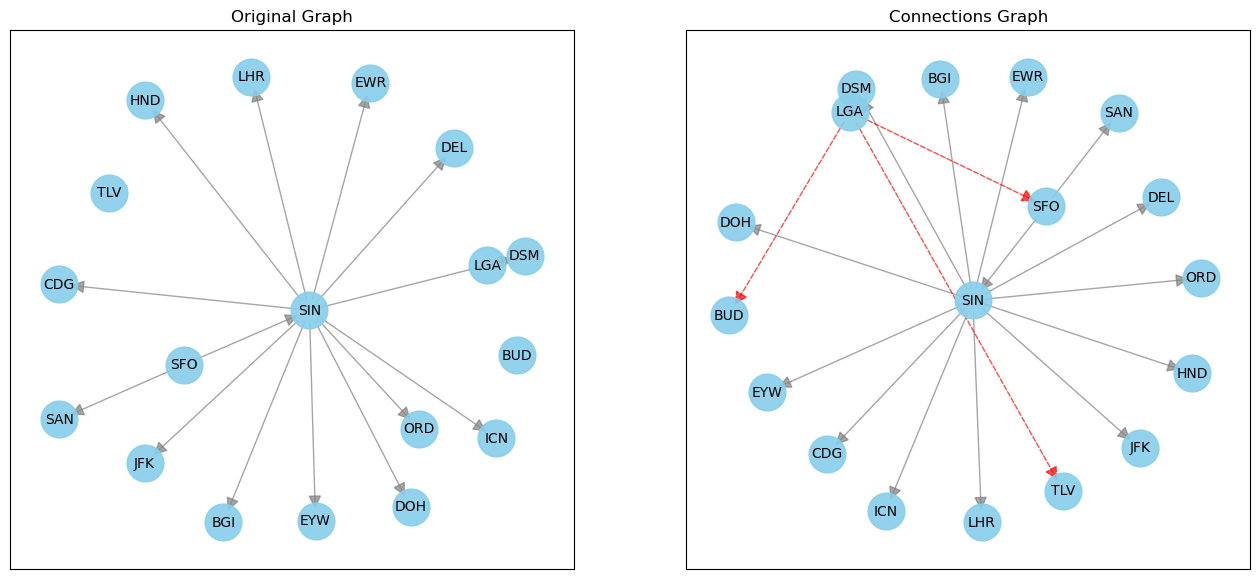 Original Graph
LHR
EWR
HND
DEL
TLV
DSM
LGA
CDG
SIN
BUD
SFO
SAN
ORD
ICN
JFK
DOH
BGI
EYW
Connections Graph
DSM
BGI
EWR
LGA
SAN
DEL
SFO
DOH
ORD
SIN
BUD
HND
EYW
JFK
CDG
TLV
ICN
LHR